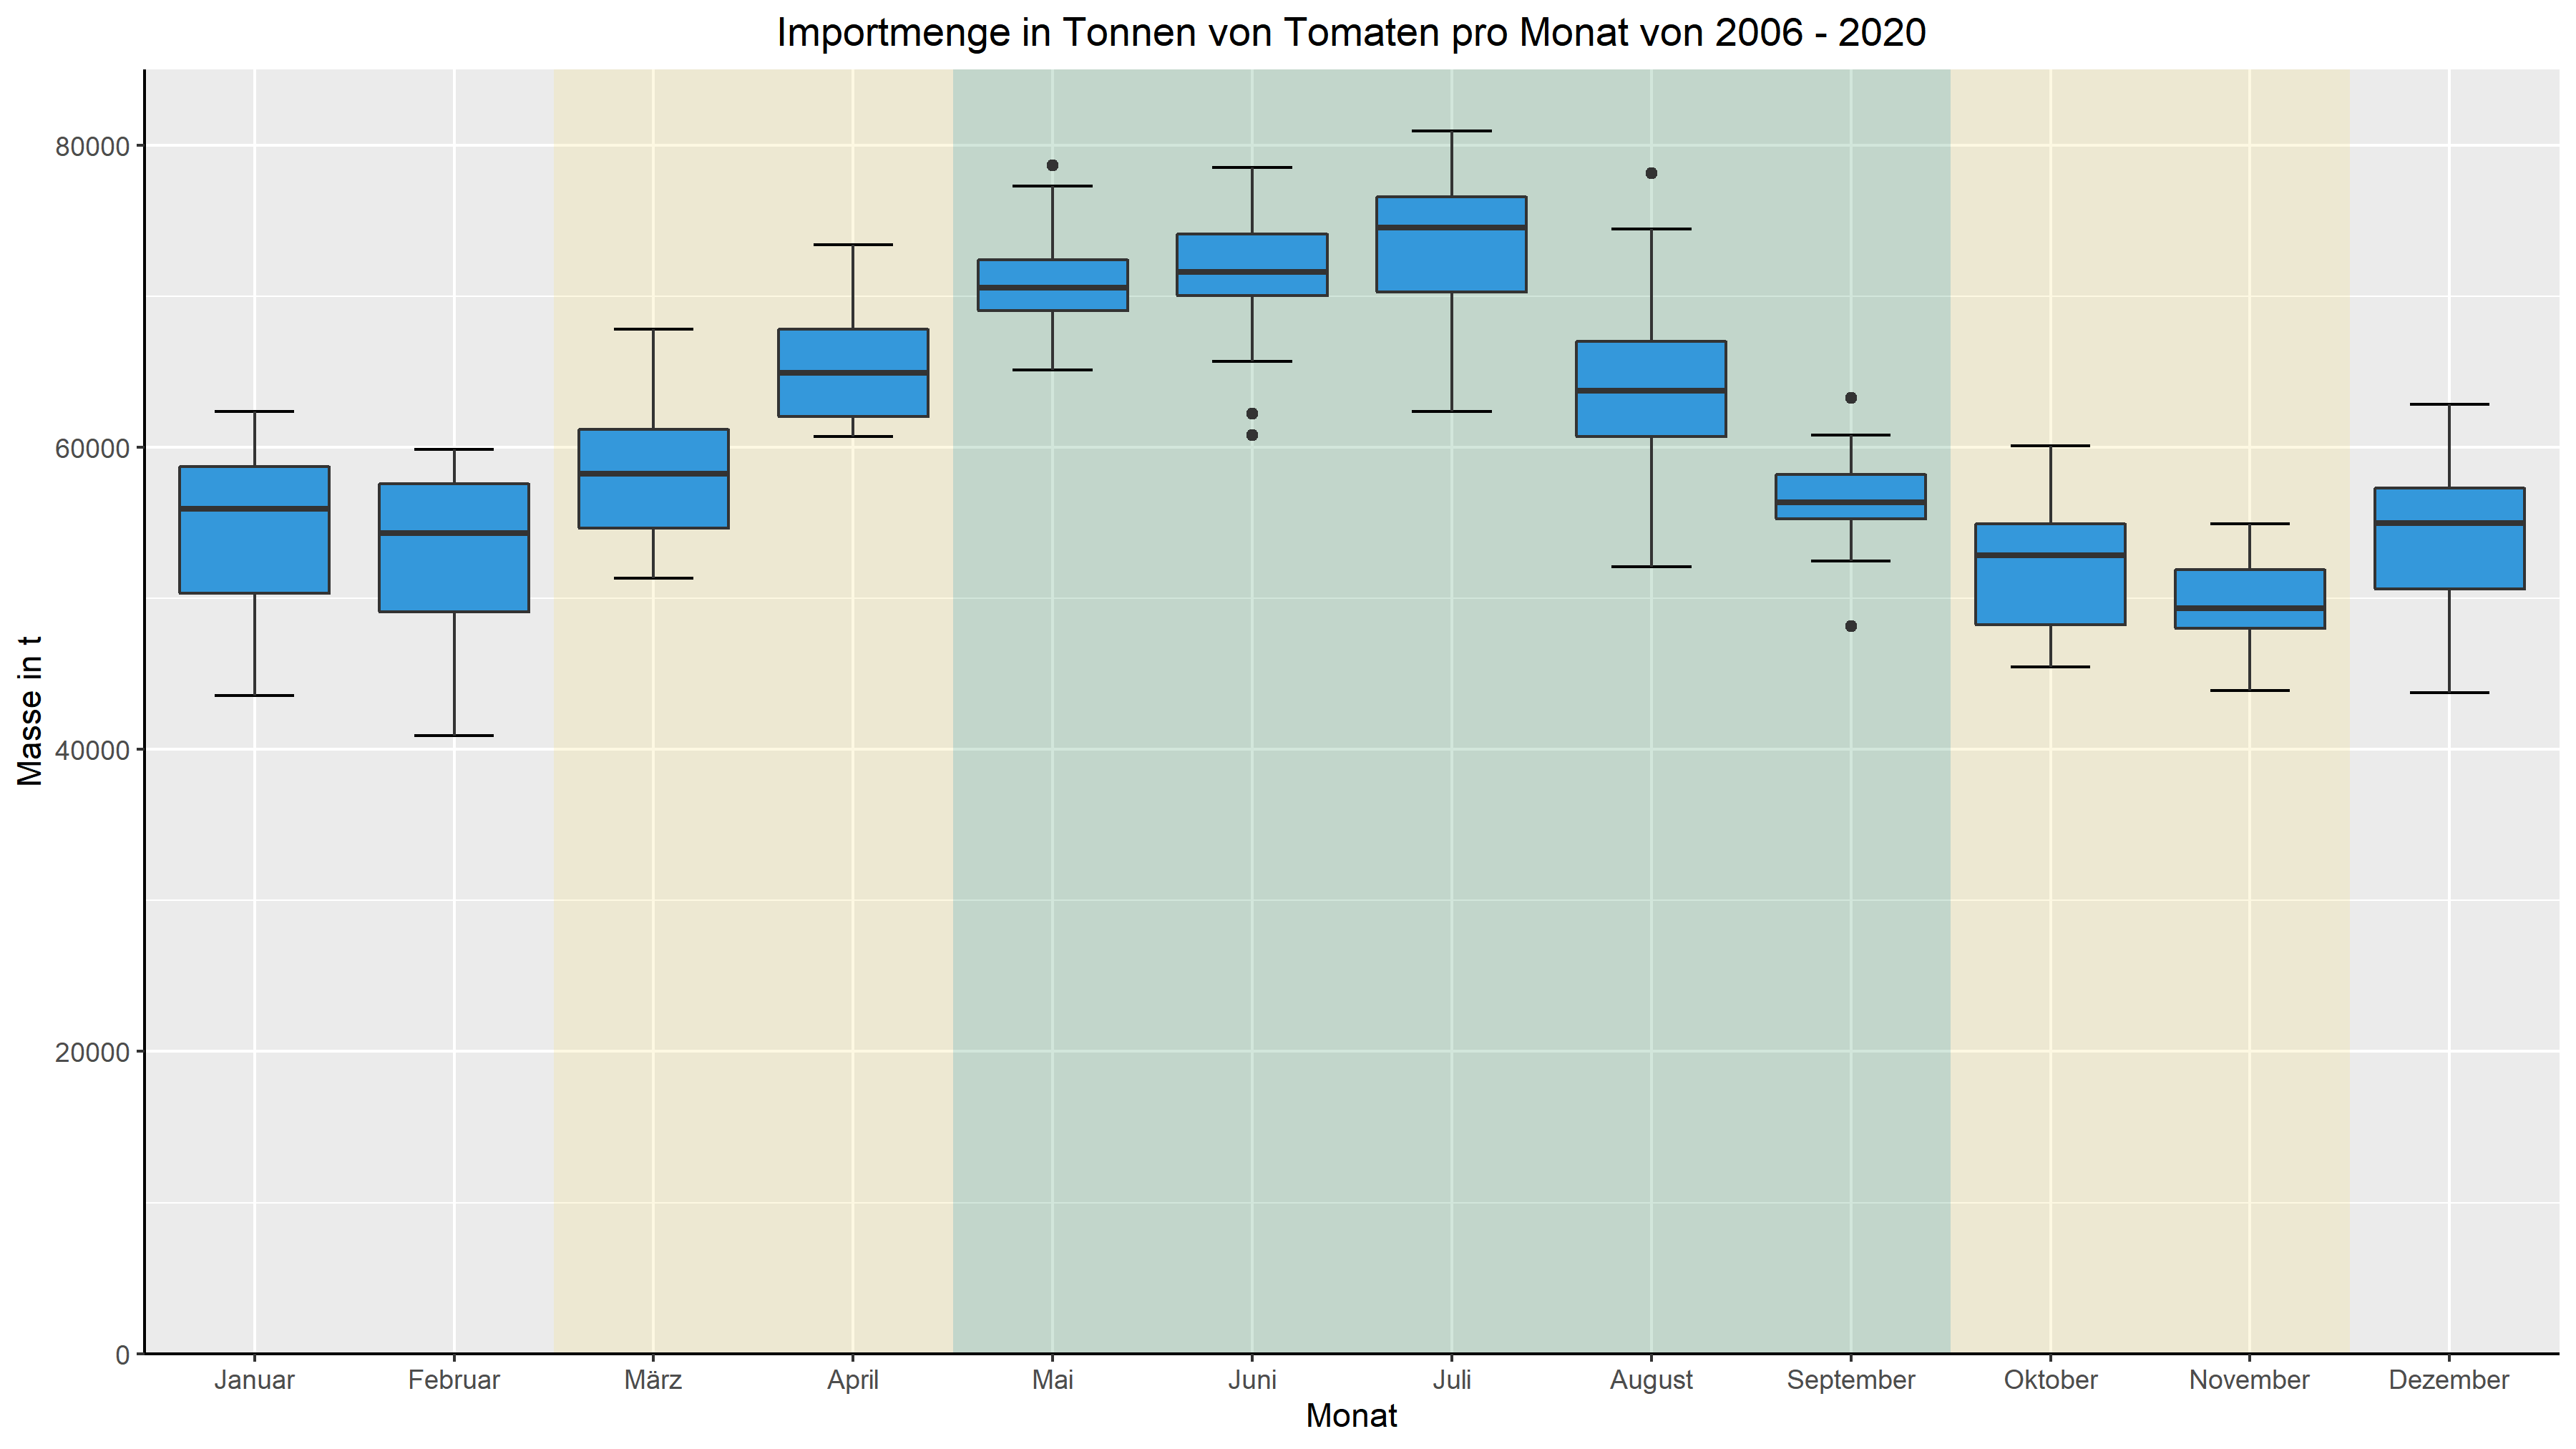 Importmenge in Tonnen von Tomaten pro Monat von 2006 - 2020
Masse in t
80000
60000
40000
20000
0
Januar Februar März April Mai Juni Juli August September Oktober November Dezember
Monat